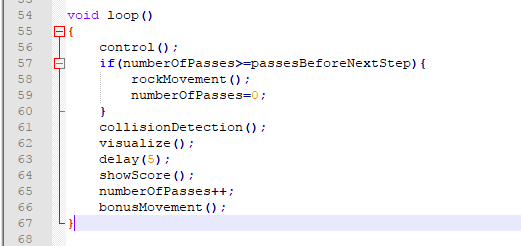 54 void loop()
55 {
56 control();
57 if(numberOfPasses>=passesBeforeNextStep){
58 rockMovement();
59 numberOfPasses=0;
60 }
61 collisionDetection();
62 visualize();
63 delay(5);
64 showScore();
65 numberOfPasses++;
66 bonusMovement();
67 }
68